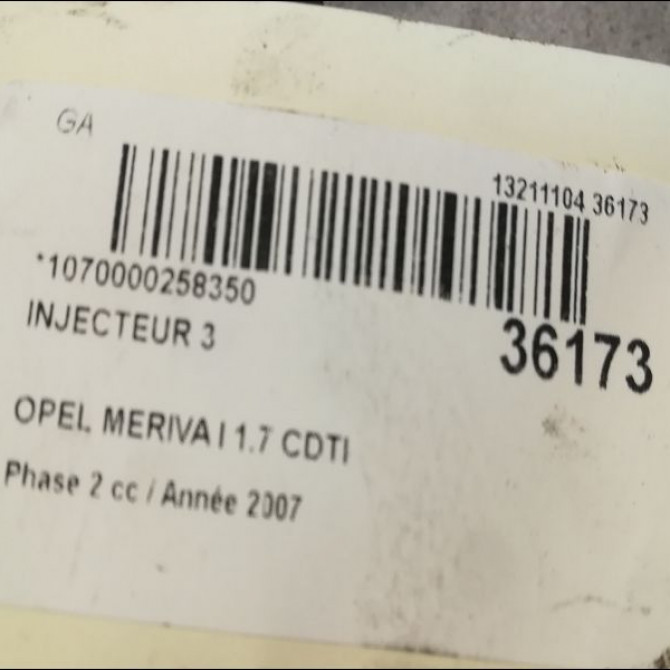 GA
13211104 36173
*1070000258350
36173
INJECTEUR 3
OPEL MERIVA I 1.7 CDTI
Phase 2 cc / Année 2007